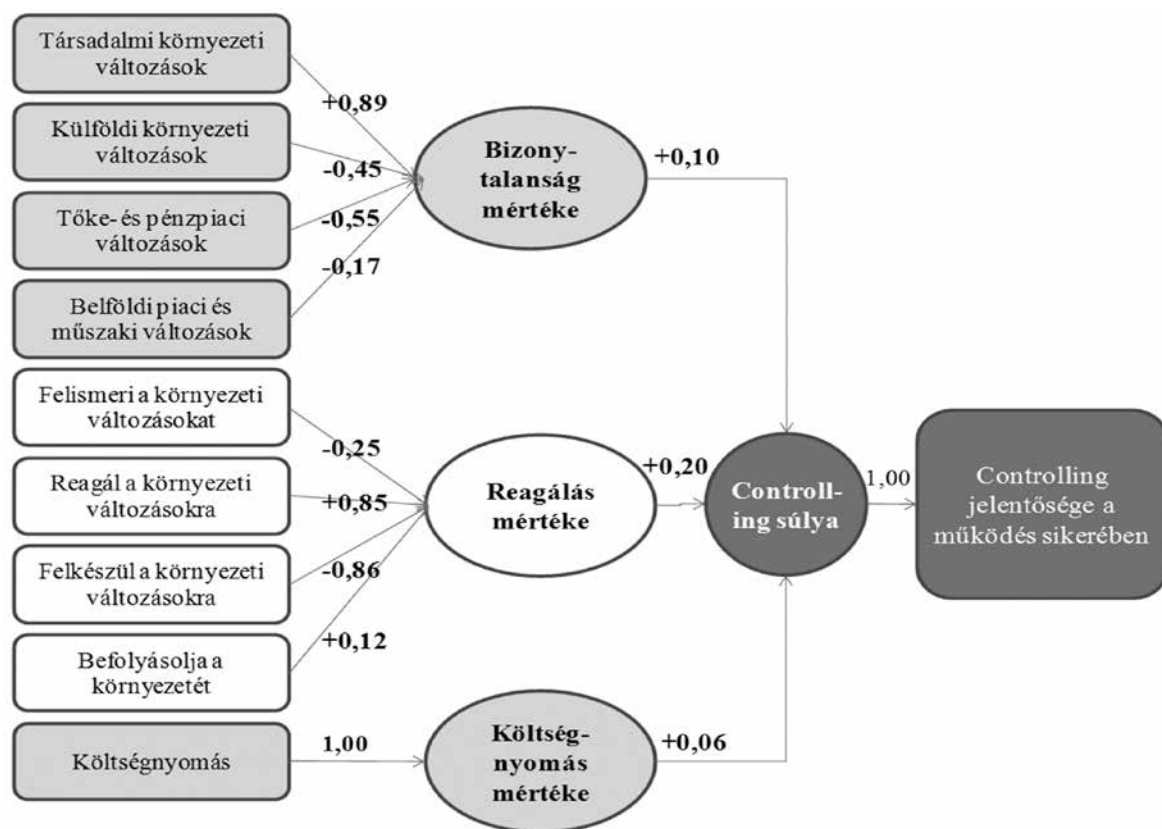 Társadalmi környezeti
változások
+0,89
Külföldi környezeti
változások
-0,45
Tőke- és pénzpiaci
változások
-0,55
Belföldi piaci és
műszaki változások
-0,17
Bizony-
talanság
mértéke
+0,10
Felismeri a környezeti
változásokat
-0,25
Reagál a környezeti
változásokra
+0,85
Felkészül a környezeti
változásokra
-0,86
Befolyásolja a
környezetét
+0,12
Reagálás
mértéke
+0,20
Költségnyomás
1,00
Költség-
nyomás
mértéke
+0,06
Controll-
ing súlya
1,00
Controlling
jelentősége a
működés sikerében